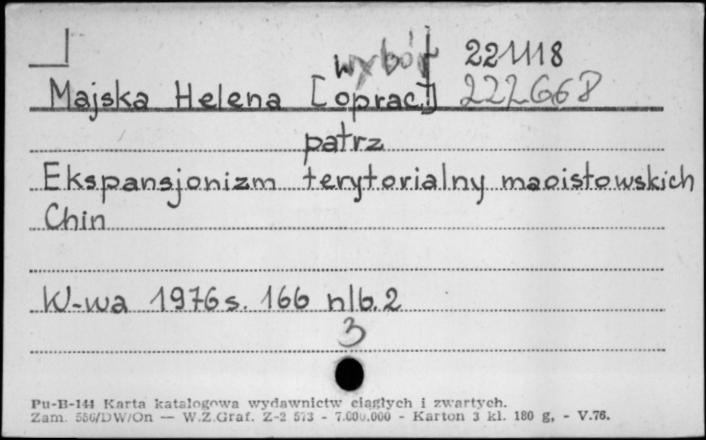 wybór] 221118
Majska Helena [oprac.] 222668
patrz
Ekspansjonizm terytorialny maoistowskich
Chin
W-wa 1976 s. 166 nlb. 2
3
Pu-B-144 Karta katalogowa wydawnictw ciągłych i zwartych.
Zam. 556/DW/On — W.Z.Graf. Z-2 573 - 7.000.000 - Karton 3 kl. 180 g, - V.76.